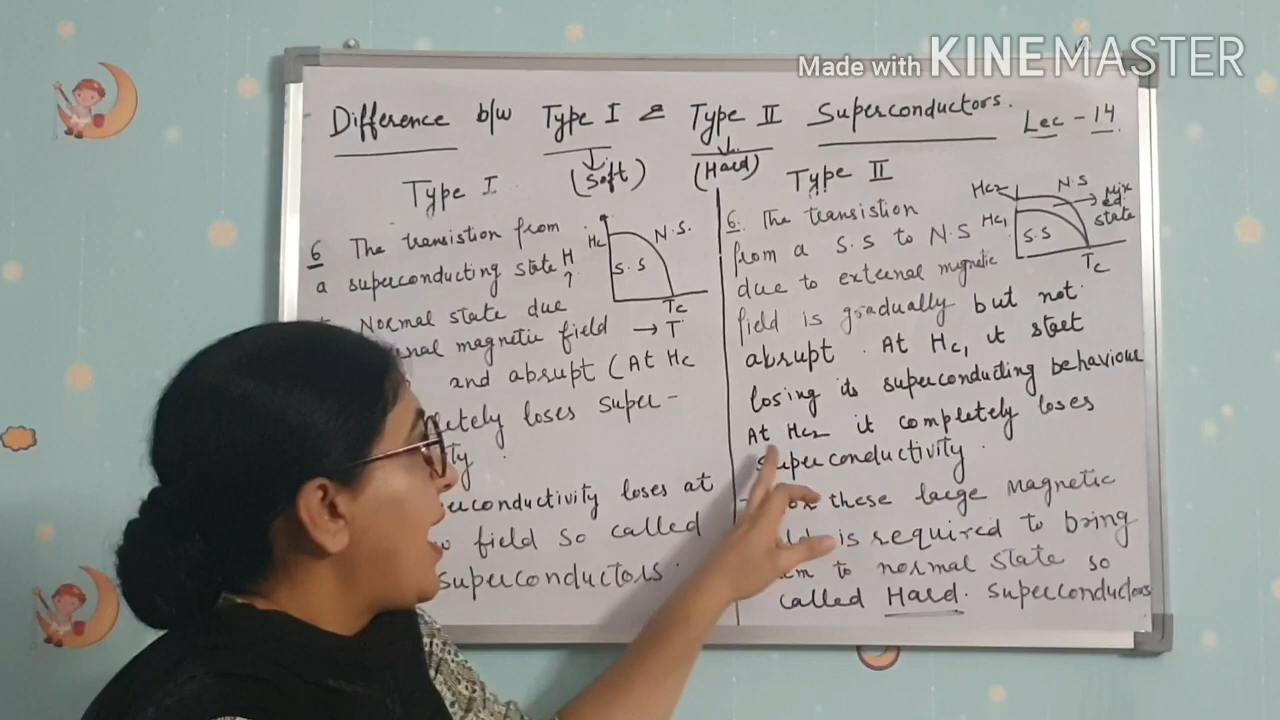 Made with KINEMASTER
Difference b/w Type I & Type II Superconductors.
Lec - 14
(Soft)
(Hard)
Type I
6 The transistion from
a superconducting state
Normal state due
magnetic field
and abrupt (At Hc
loses super-
loses at
field so called
superconductors.
Hc
N.S.
H
S.S
Tc
→ T
Type II
6. The transistion
from a S.S to N.S
due to external magnetic
field is gradually but not
abrupt. At Hc1 it start
losing its superconducting behaviour
At Hc2 it completely loses
superconductivity.
these large magnetic
is required to bring
to normal state so
called Hard. superconductors
Hc2
N.S
Mix
ed
state
Hc1
S.S
Tc